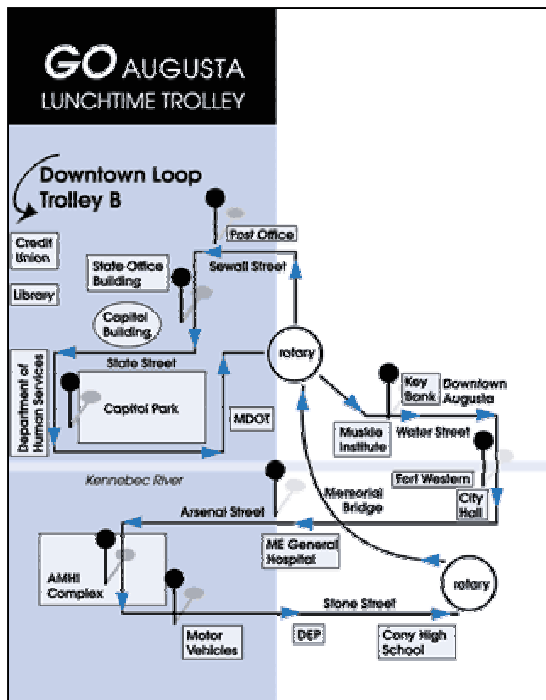 GO AUGUSTA
LUNCHTIME TROLLEY
Downtown Loop
Trolley B
Credit
Union
Library
Post Office
State Office
Building
Sewall Street
Capitol
Building
State Street
rotary
Department of
Human Services
Capitol Park
MDOT
Key
Bank
Downtown
Augusta
Muskie
Institute
Water Street
Kennebec River
Fort Western
City
Hall
Memorial
Bridge
Arsenal Street
ME General
Hospital
AMHI
Complex
rotary
Stone Street
Motor
Vehicles
DEP
Cony High
School